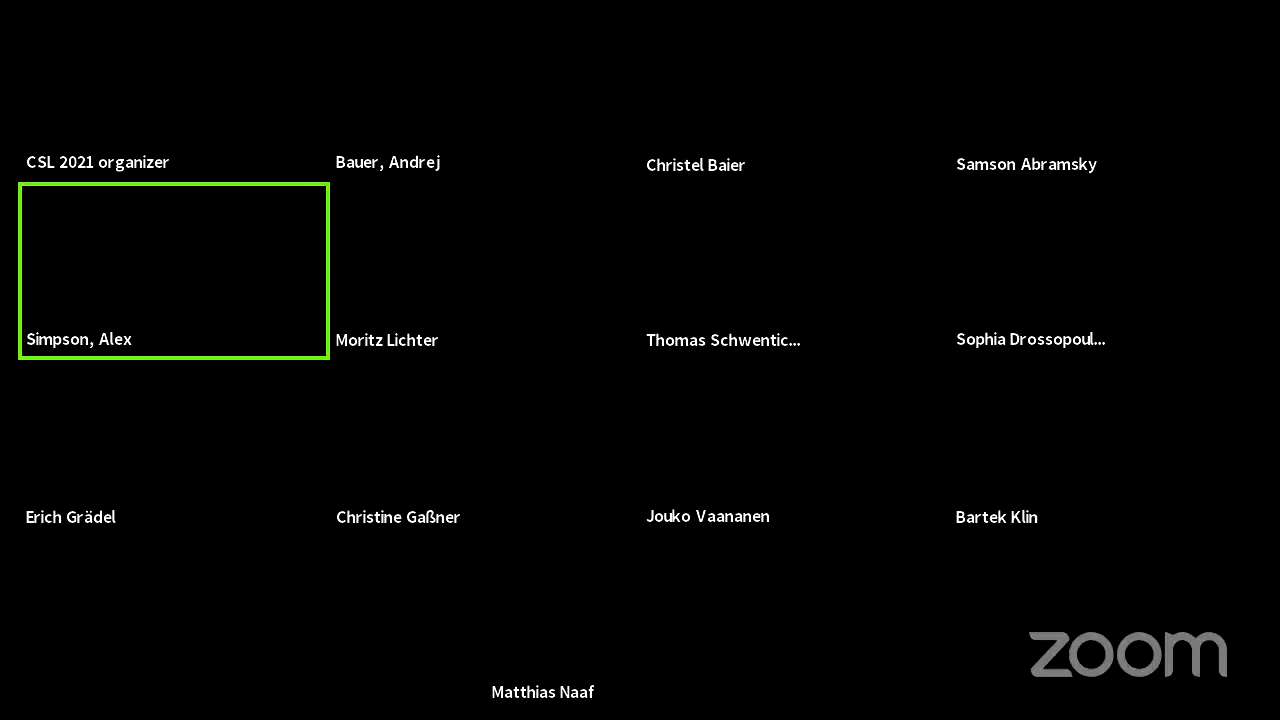 CSL 2021 organizer
Bauer, Andrej
Christel Baier
Samson Abramsky
Simpson, Alex
Moritz Lichter
Thomas Schwentic...
Sophia Drossopoul...
Erich Grädel
Christine Gaßner
Jouko Vaananen
Bartek Klin
Matthias Naaf
zoom